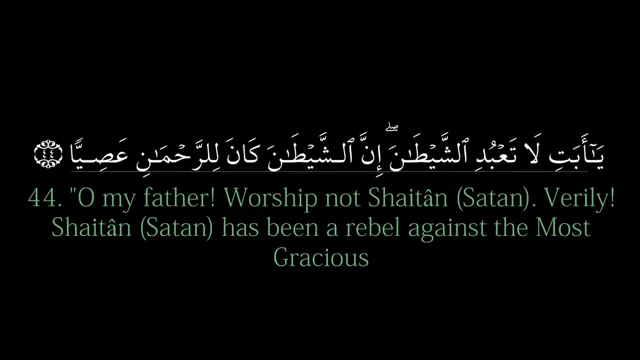 يَـٰٓأَبَتِ لَا تَعْبُدِ ٱلشَّيْطَـٰنَ ۖ إِنَّ ٱلشَّيْطَـٰنَ كَانَ لِلرَّحْمَـٰنِ عَصِيًّا ٤٤
44. "O my father! Worship not Shaitân (Satan). Verily!
Shaitân (Satan) has been a rebel against the Most
Gracious